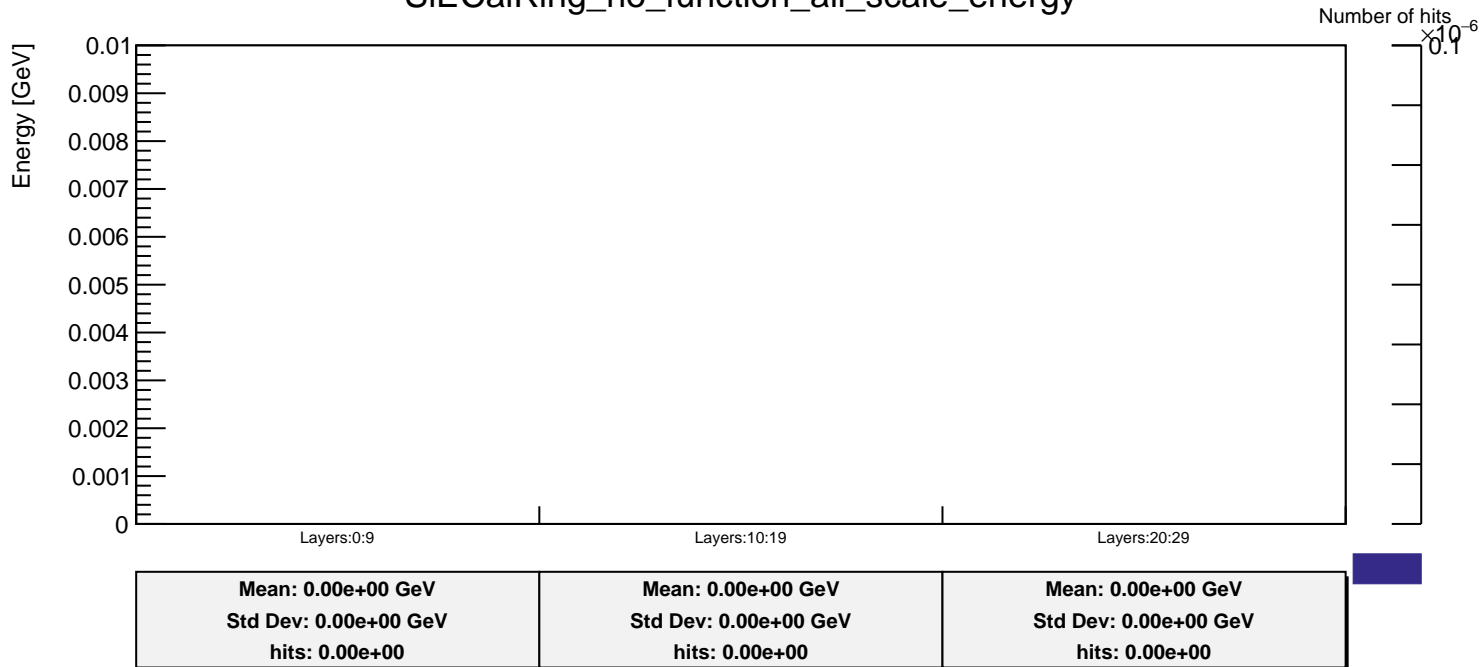 SiECalRing_no_function_all_scale_energy
Number of hits
×10−6
0.1
Energy [GeV]
0.01
0.009
0.008
0.007
0.006
0.005
0.004
0.003
0.002
0.001
0
Layers:0:9 Layers:10:19 Layers:20:29
Mean: 0.00e+00 GeV Mean: 0.00e+00 GeV Mean: 0.00e+00 GeV
Std Dev: 0.00e+00 GeV Std Dev: 0.00e+00 GeV Std Dev: 0.00e+00 GeV
hits: 0.00e+00 hits: 0.00e+00 hits: 0.00e+00